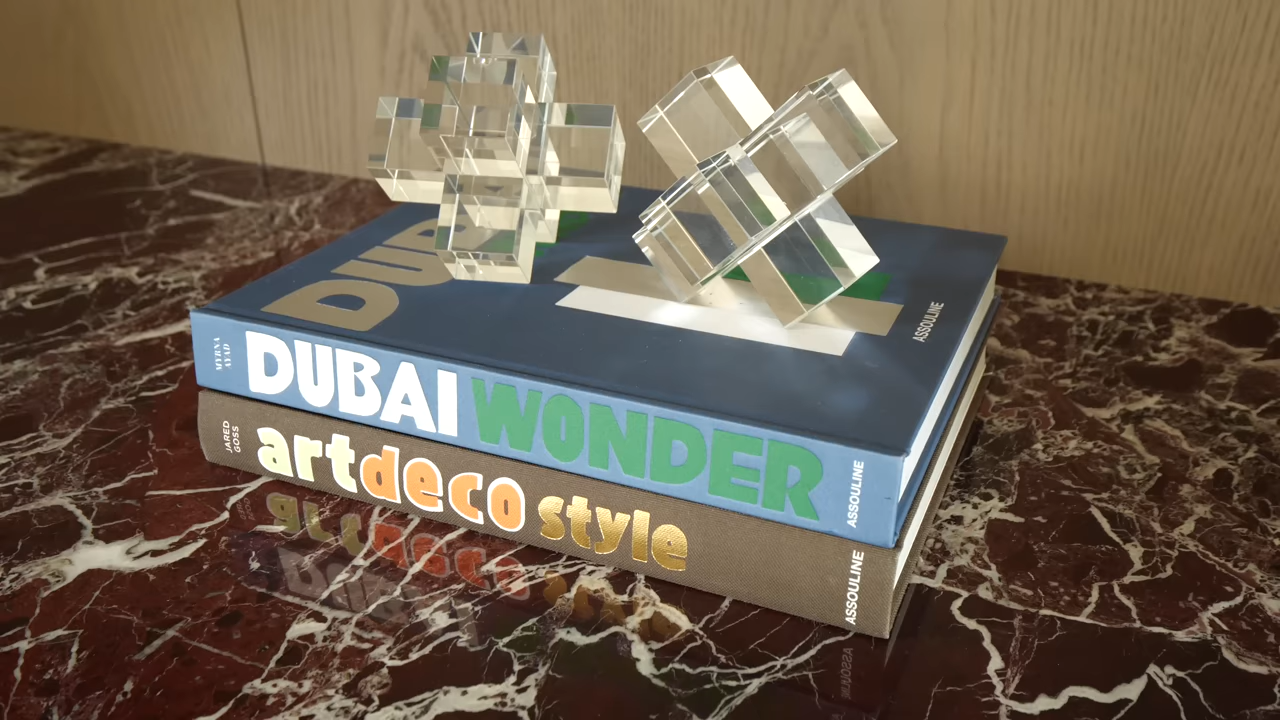 DUB
ASSOULINE
MYRNA
AYAD
DUBAI WONDER
ASSOULINE
JARED
GOSS
artdeco style
ASSOULINE